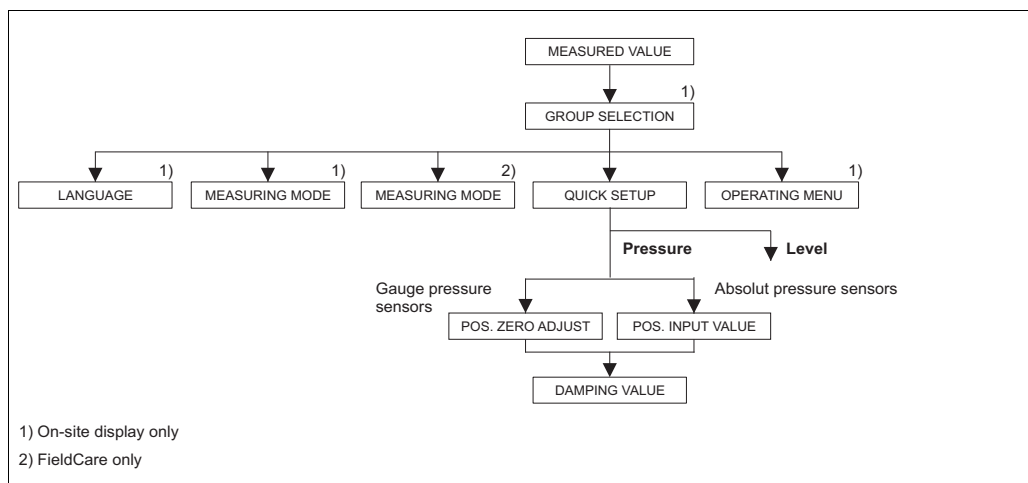 MEASURED VALUE
1)
GROUP SELECTION
1)
1)
2)
1)
LANGUAGE
MEASURING MODE
MEASURING MODE
QUICK SETUP
OPERATING MENU
Pressure
Level
Gauge pressure
sensors
Absolut pressure sensors
POS. ZERO ADJUST
POS. INPUT VALUE
DAMPING VALUE
1) On-site display only
2) FieldCare only